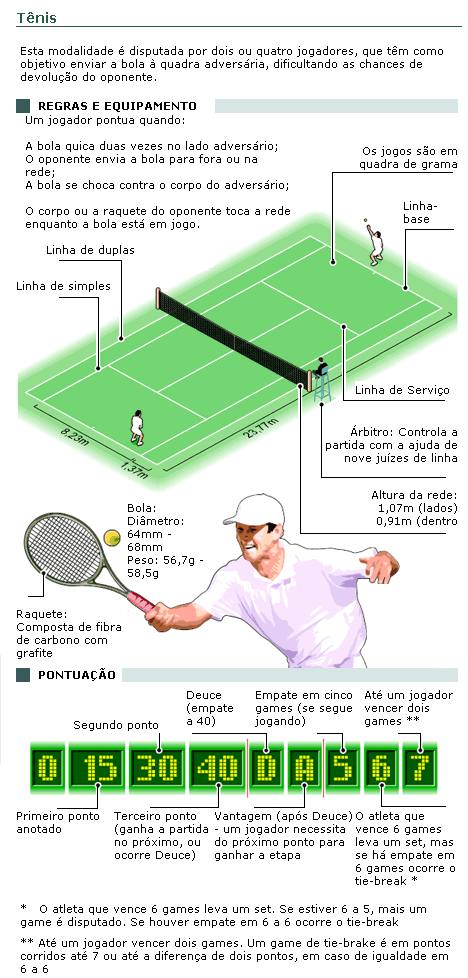 Tênis
Esta modalidade é disputada por dois ou quatro jogadores, que têm como
objetivo enviar a bola à quadra adversária, dificultando as chances de
devolução do oponente.
REGRAS E EQUIPAMENTO
Um jogador pontua quando:
A bola quica duas vezes no lado adversário;
O oponente envia a bola para fora ou na
rede;
A bola se choca contra o corpo do adversário;
O corpo ou a raquete do oponente toca a rede
enquanto a bola está em jogo.
Os jogos são em
quadra de grama
Linha-
base
Linha de duplas
Linha de simples
Linha de Serviço
8,23m
1,37m
23,77m
Árbitro: Controla a
partida com a ajuda de
nove juízes de linha
Altura da rede:
1,07m (lados)
0,91m (dentro
Bola:
Diâmetro:
64mm -
68mm
Peso: 56,7g -
58,5g
Raquete:
Composta de fibra
de carbono com
grafite
PONTUAÇÃO
Segundo ponto
Deuce
(empate
a 40)
Empate em cinco
games (se segue
jogando)
Até um jogador
vencer dois
games **
0 15 30 40 D A 5 6 7
Primeiro ponto
anotado
Terceiro ponto
(ganha a partida
no próximo, ou
ocorre Deuce)
Vantagem (após Deuce)
- um jogador necessita
do próximo ponto para
ganhar a etapa
O atleta que
vence 6 games
leva um set, mas
se há empate em
6 games ocorre o
tie-break *
* O atleta que vence 6 games leva um set. Se estiver 6 a 5, mais um
game é disputado. Se houver empate em 6 a 6 ocorre o tie-break
** Até um jogador vencer dois games. Um game de tie-brake é em pontos
corridos até 7 ou até a diferença de dois pontos, em caso de igualdade em
6 a 6